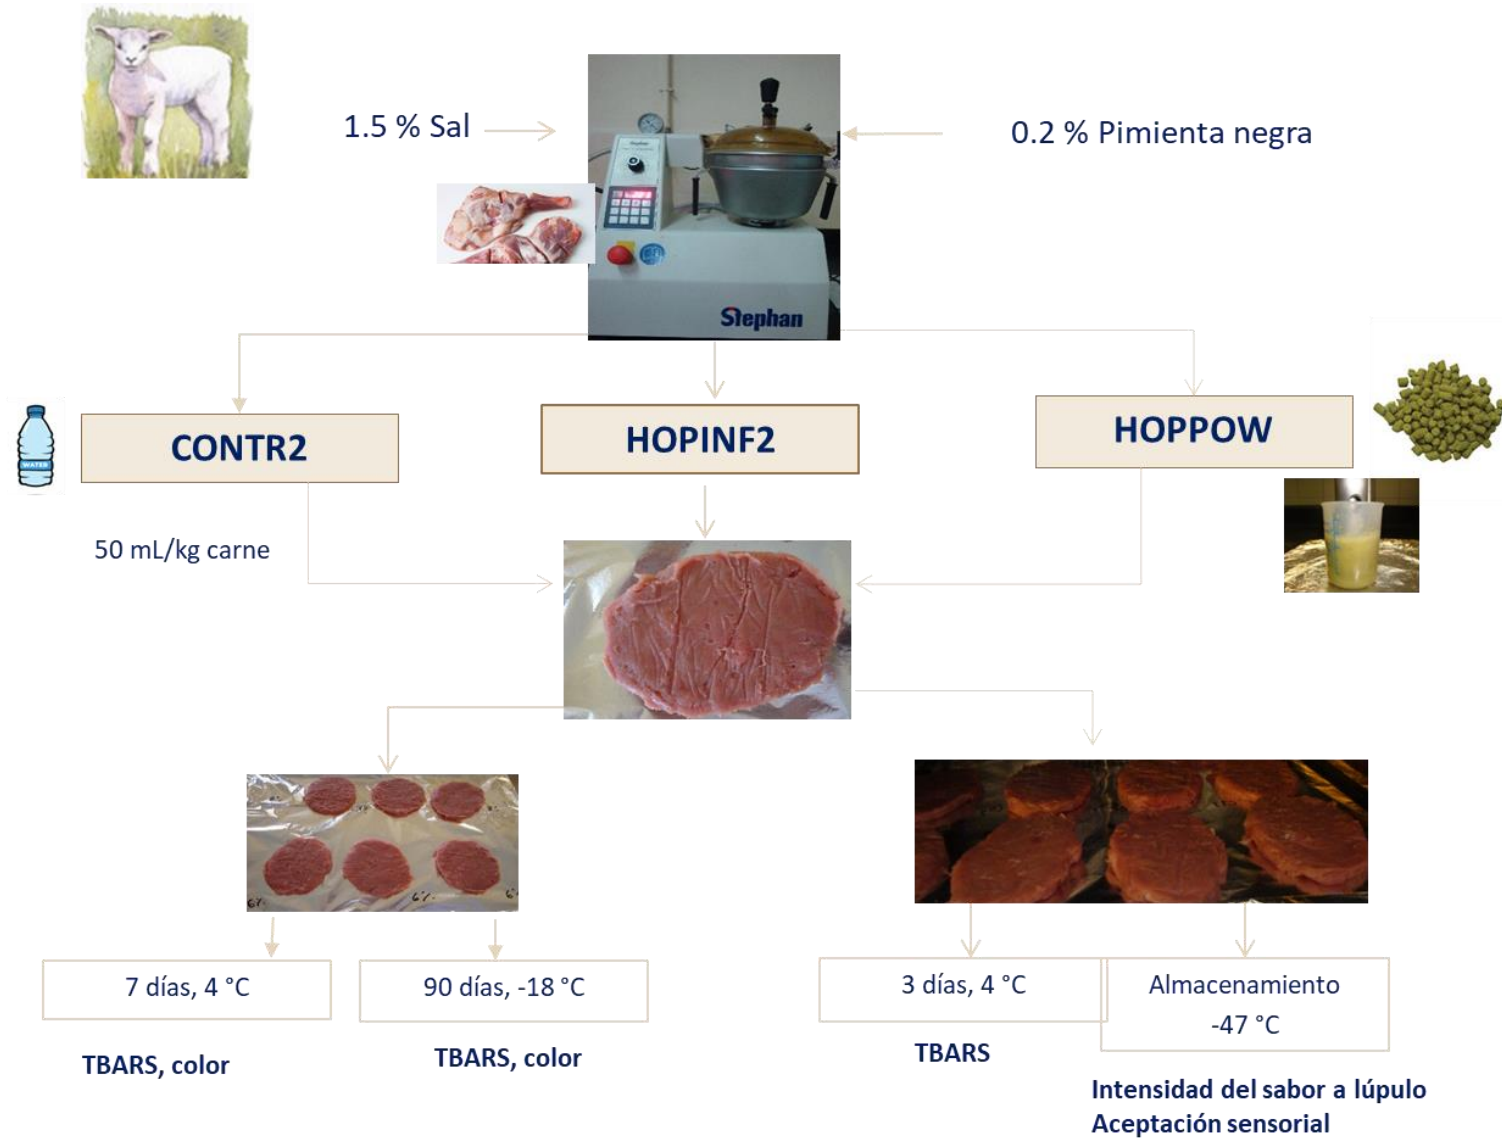 1.5 % Sal
0.2 % Pimienta negra
Stephan
CONTR2
HOPINF2
HOPPOW
WATER
50 mL/kg carne
7 días, 4 °C
90 días, -18 °C
3 días, 4 °C
Almacenamiento
-47 °C
TBARS, color
TBARS, color
TBARS
Intensidad del sabor a lúpulo
Aceptación sensorial